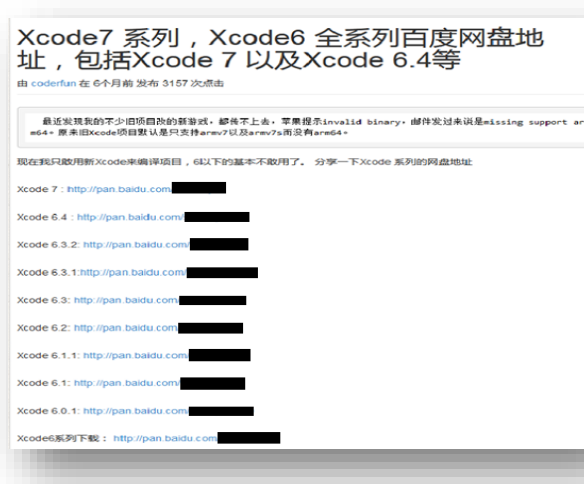 Xcode7 系列，Xcode6 全系列百度网盘地
址，包括Xcode 7 以及Xcode 6.4等
由 coderfun 在 6个月前 发布 3157 次点击
最近发现我的不少旧项目改的新游戏，都传不上去，苹果提示invalid binary，邮件发过来说是missing support ar
m64。原来旧Xcode项目默认是只支持armv7以及armv7s而没有arm64。
现在我只敢用新Xcode来编译项目，6以下的基本不敢用了。 分享一下Xcode 系列的网盘地址
Xcode 7 : http://pan.baidu.com/
Xcode 6.4 : http://pan.baidu.com/
Xcode 6.3.2: http://pan.baidu.com/
Xcode 6.3.1:http://pan.baidu.com/
Xcode 6.3: http://pan.baidu.com/
Xcode 6.2: http://pan.baidu.com/
Xcode 6.1.1: http://pan.baidu.com/
Xcode 6.1: http://pan.baidu.com/
Xcode 6.0.1: http://pan.baidu.com/
Xcode6系列下载： http://pan.baidu.com